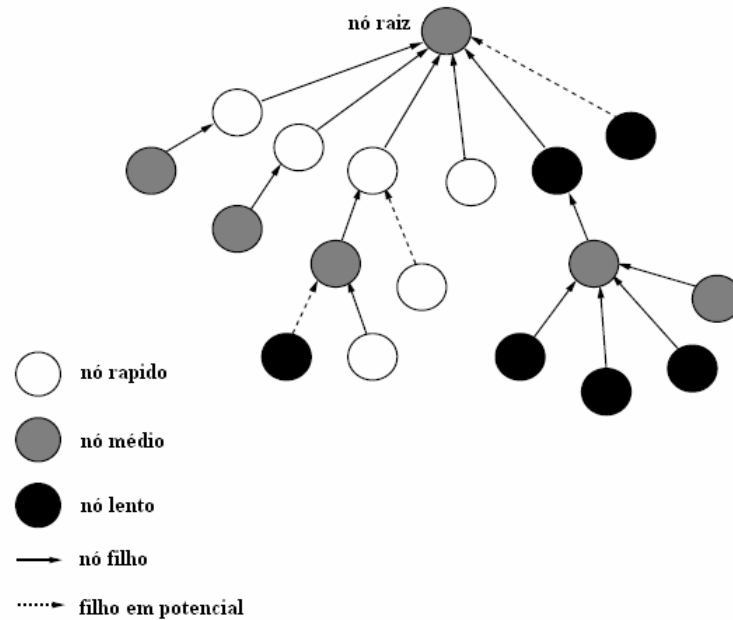 nó raiz
nó rapido
nó médio
nó lento
nó filho
filho em potencial